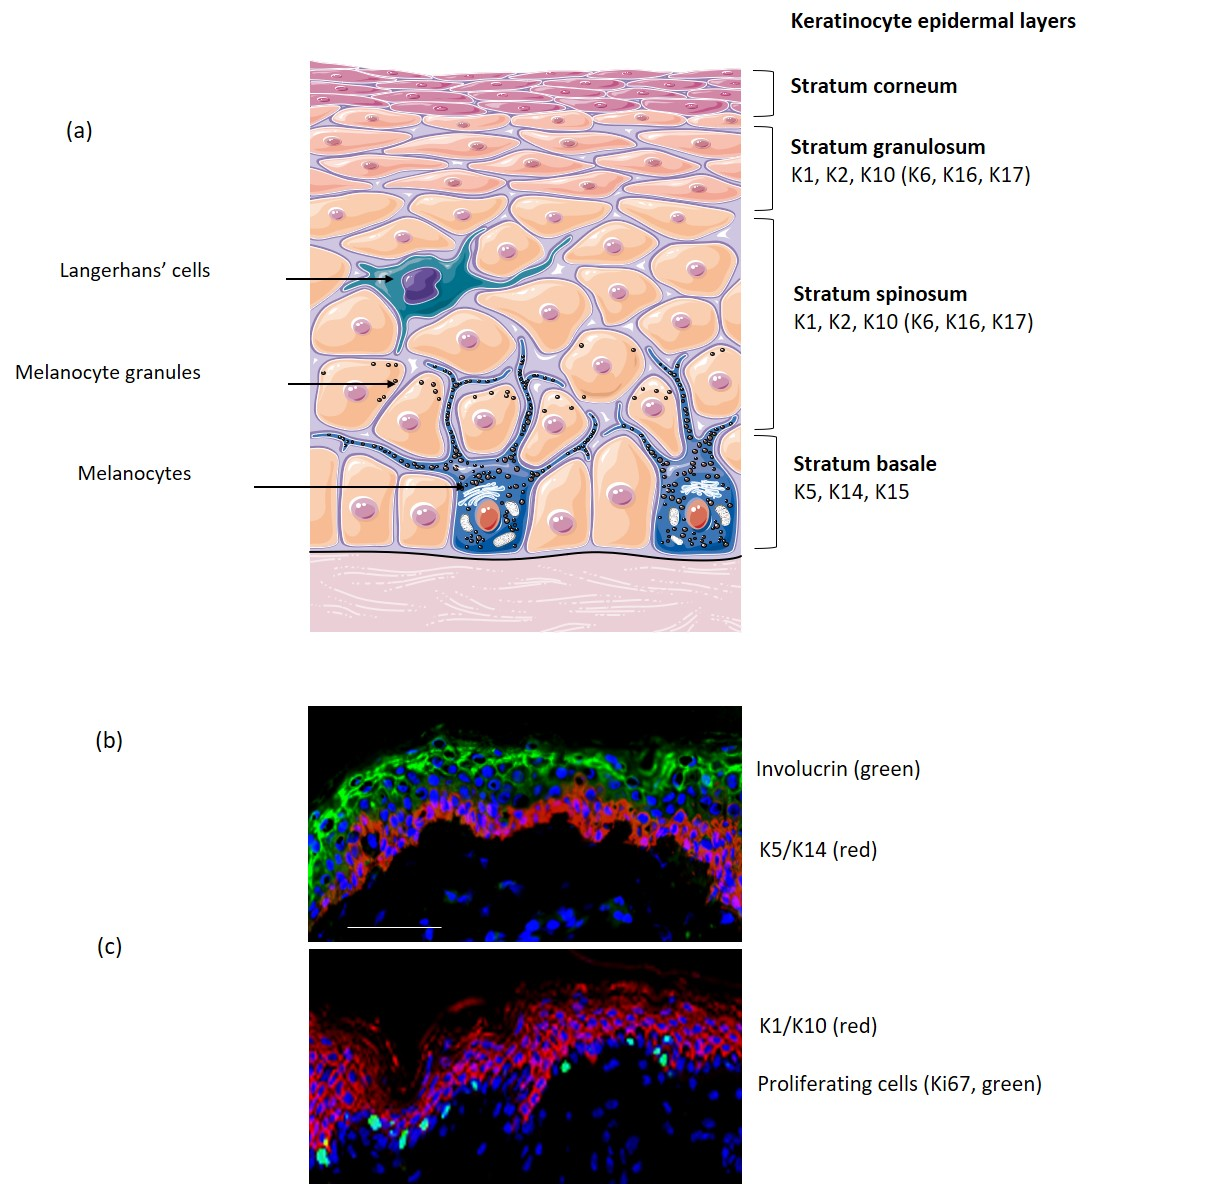 Keratinocyte epidermal layers
(a)
Stratum corneum
Stratum granulosum
K1, K2, K10 (K6, K16, K17)
Langerhans’ cells
Stratum spinosum
K1, K2, K10 (K6, K16, K17)
Melanocyte granules
Melanocytes
Stratum basale
K5, K14, K15
(b)
Involucrin (green)
K5/K14 (red)
(c)
K1/K10 (red)
Proliferating cells (Ki67, green)